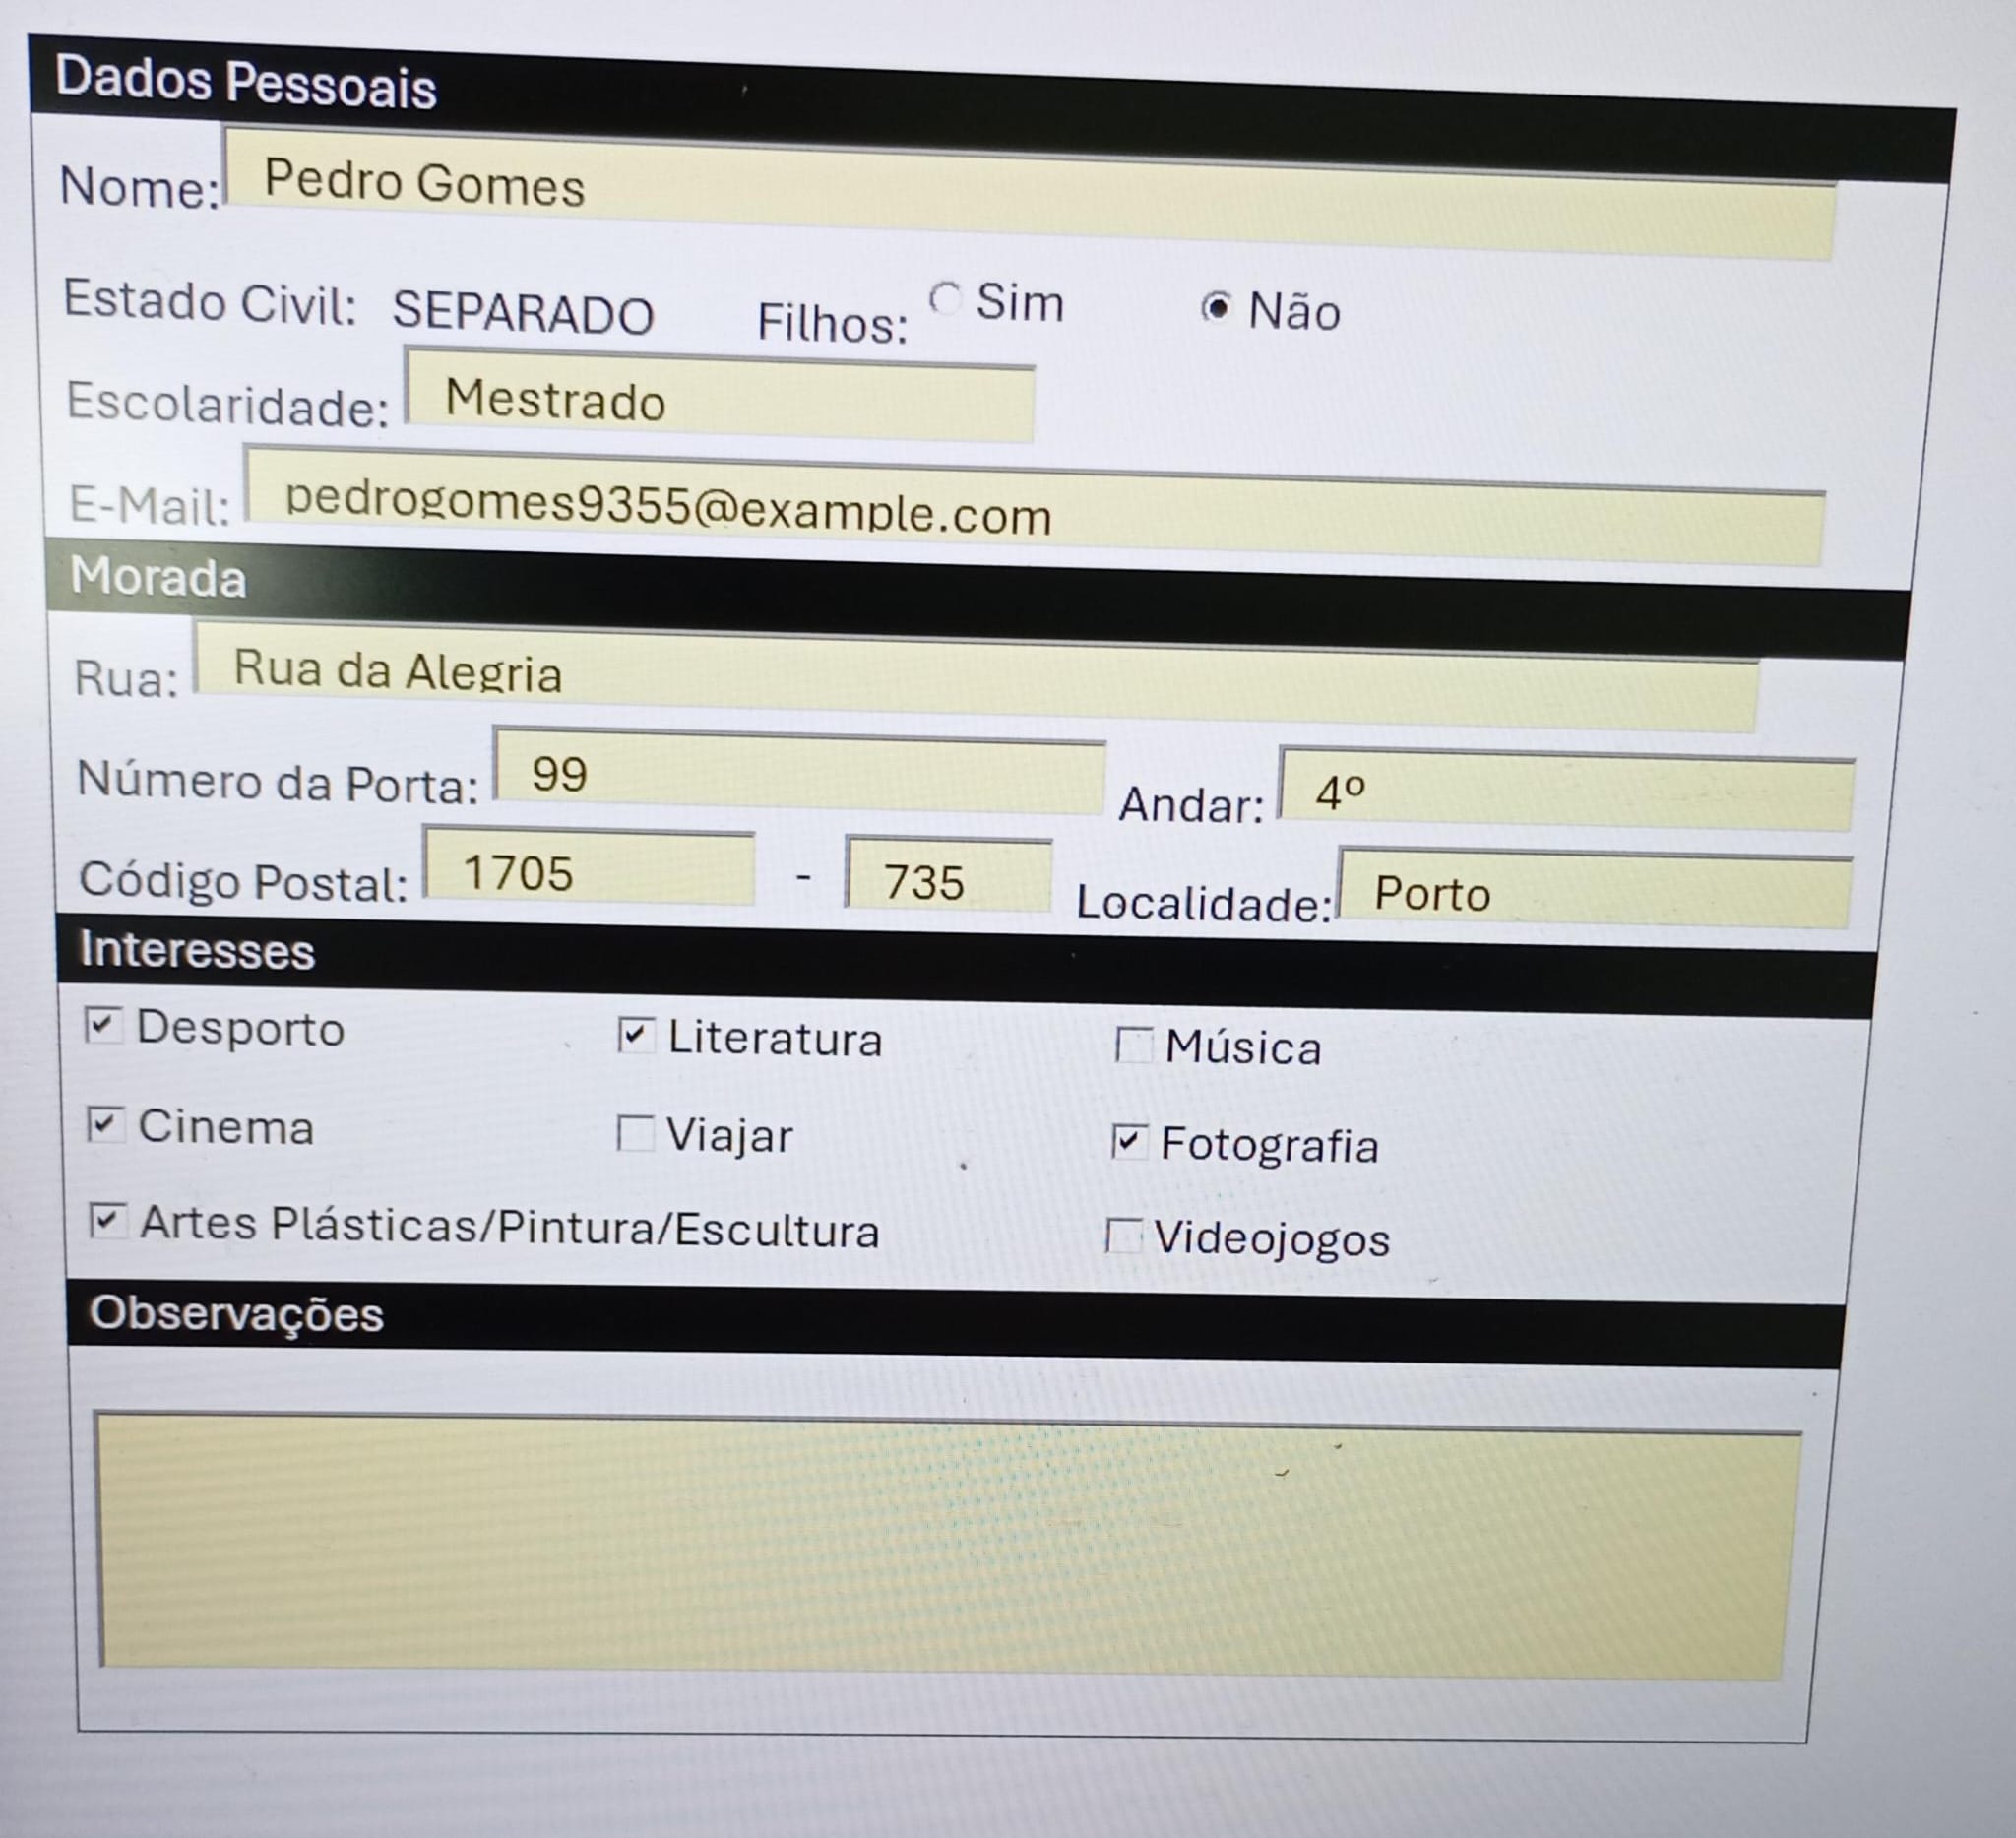 Dados Pessoais
Nome: Pedro Gomes
Estado Civil: SEPARADO Filhos: Sim Não
Escolaridade: Mestrado
E-Mail: pedrogomes9355@example.com
Morada
Rua: Rua da Alegria
Número da Porta: 99 Andar: 4º
Código Postal: 1705 - 735 Localidade: Porto
Interesses
Desporto Literatura Música
Cinema Viajar Fotografia
Artes Plásticas/Pintura/Escultura Videojogos
Observações